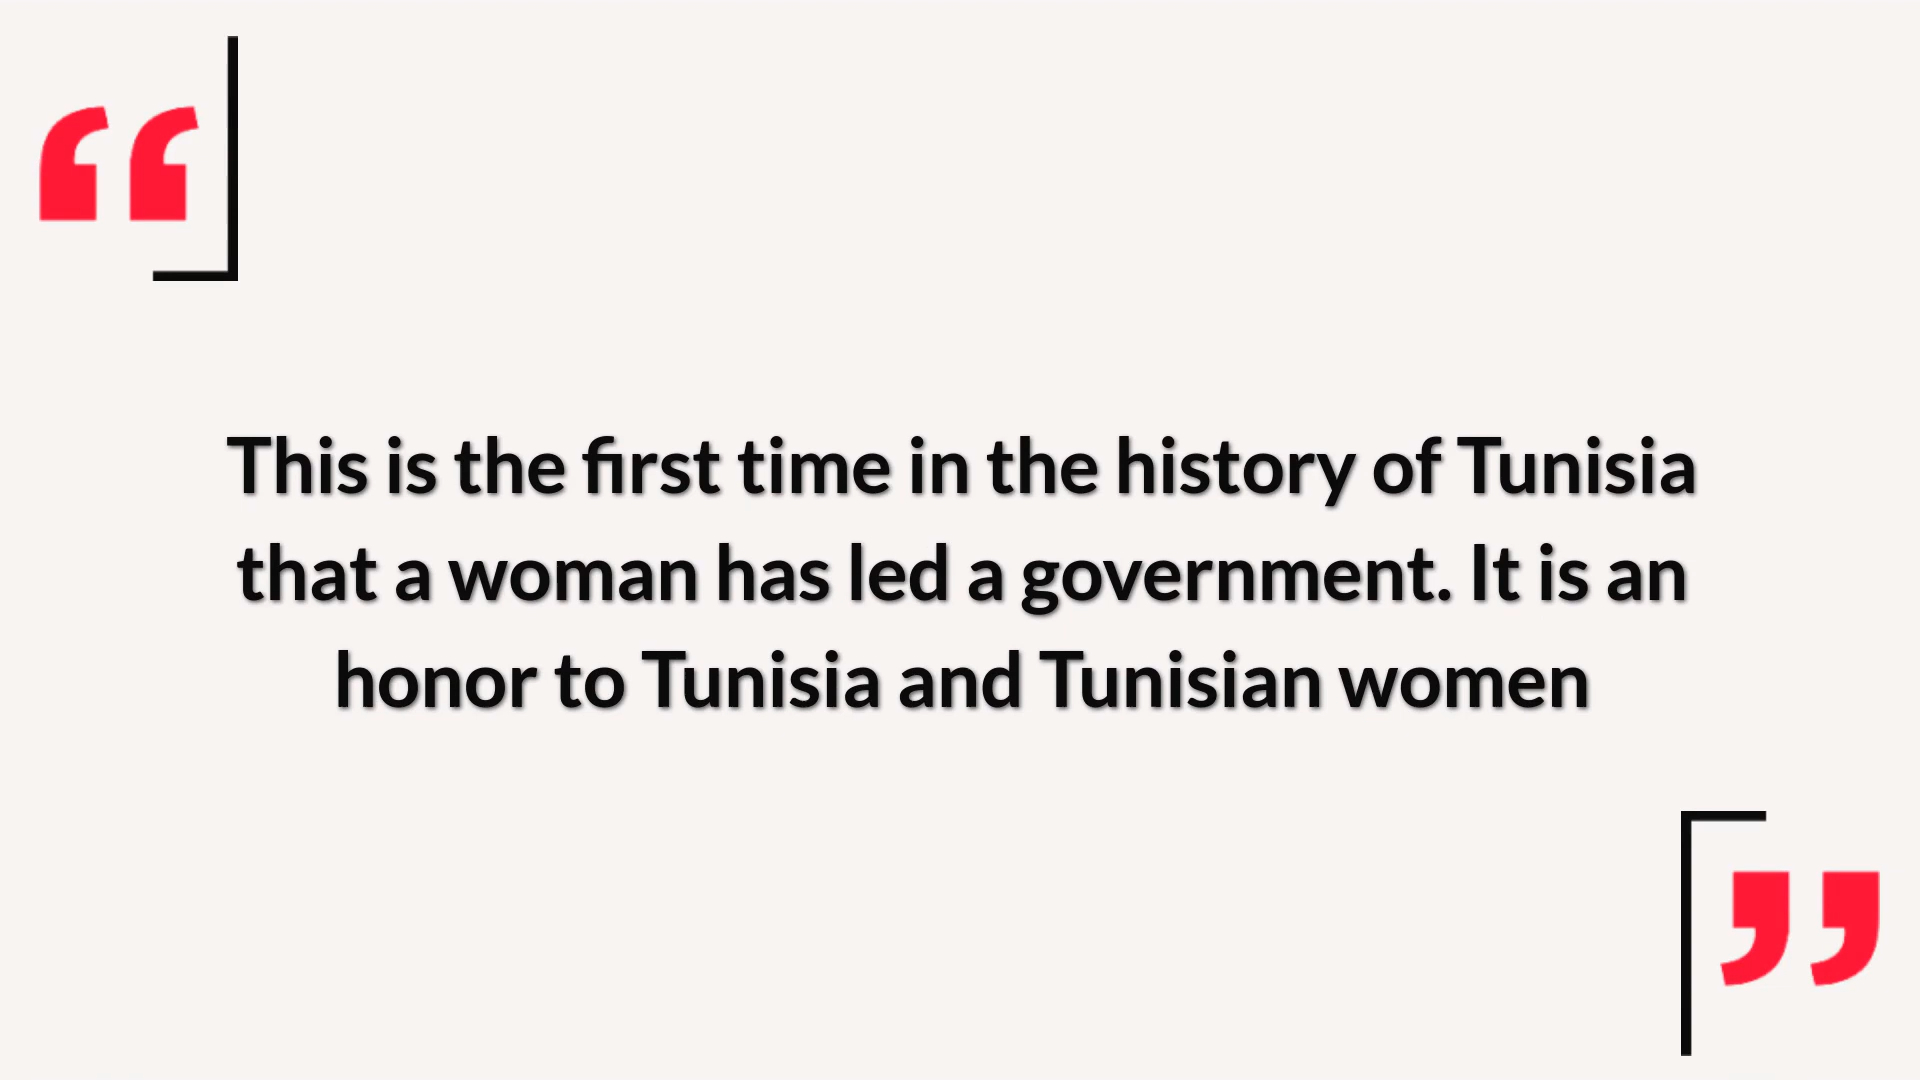 “
This is the first time in the history of Tunisia
that a woman has led a government. It is an
honor to Tunisia and Tunisian women
”